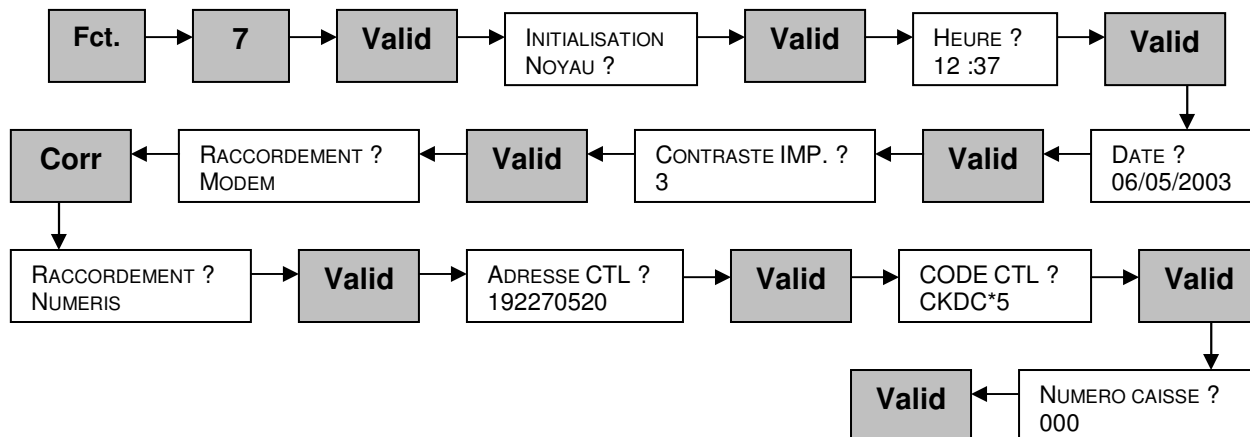 Fct.
7
Valid
INITIALISATION
NOYAU ?
Valid
HEURE ?
12 :37
Valid
DATE ?
06/05/2003
Valid
CONTRASTE IMP. ?
3
Valid
RACCORDEMENT ?
MODEM
Corr
RACCORDEMENT ?
NUMERIS
Valid
ADRESSE CTL ?
192270520
Valid
CODE CTL ?
CKDC*5
Valid
NUMERO CAISSE ?
000
Valid